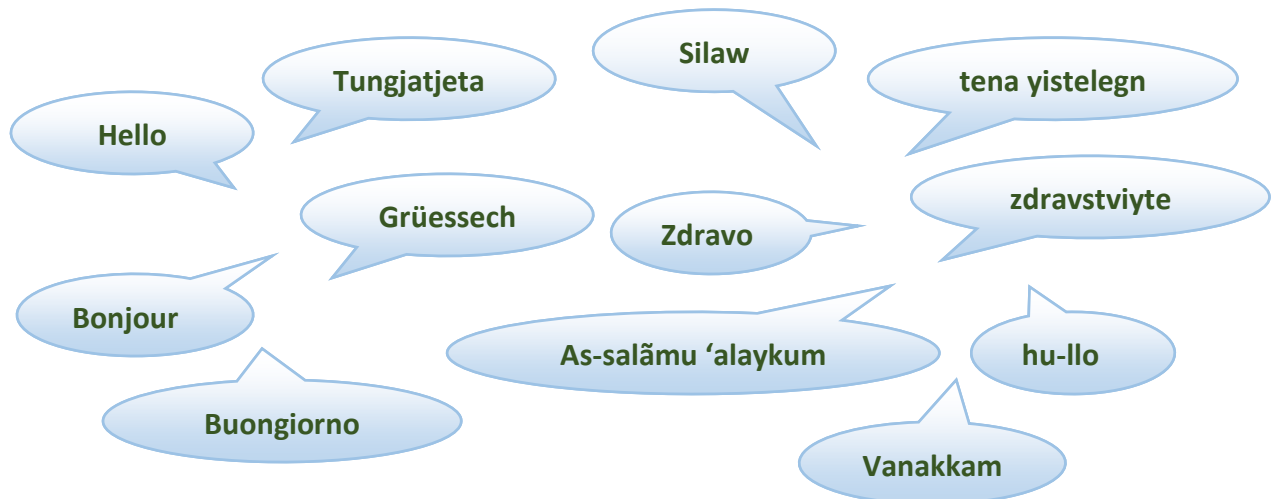 Silaw
Tungjatjeta
tena yistelegn
Hello
zdravstviyte
Grüessech
Zdravo
Bonjour
As-salãmu ‘alaykum
hu-llo
Buongiorno
Vanakkam